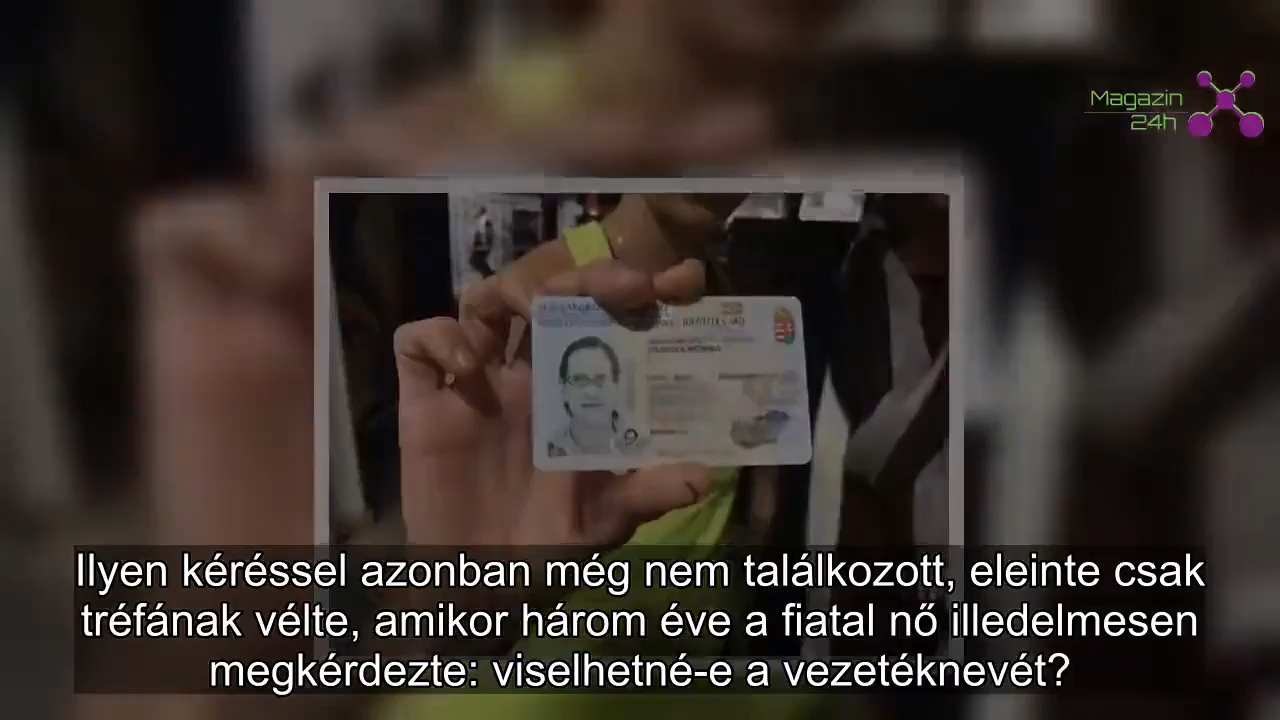 Magazin
24h
Ilyen kéréssel azonban még nem találkozott, eleinte csak
tréfának vélte, amikor három éve a fiatal nő illedelmesen
megkérdezte: viselhetné-e a vezetéknevét?